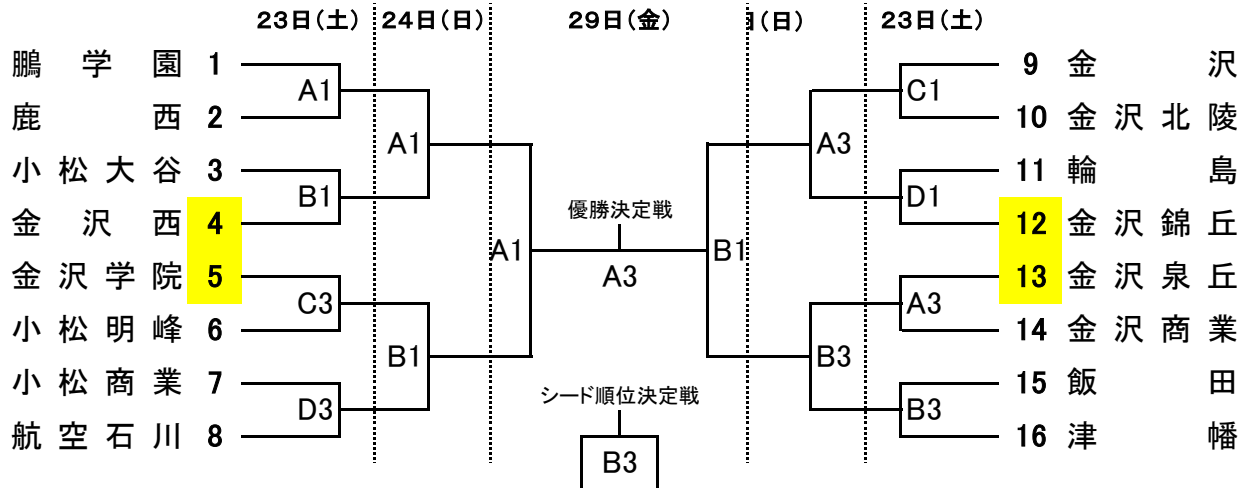 23日(土) 24日(日) 29日(金) (日) 23日(土)
鵬学園 1
A1
鹿西 2
A1
小松大谷 3
B1
金沢西 4
A1
金沢学院 5
C3
小松明峰 6
B1
小松商業 7
D3
航空石川 8
優勝決定戦
A3
シード順位決定戦
B3
9 金沢
C1
10 金沢北陵
A3
11 輪島
D1
12 金沢錦丘
B1
13 金沢泉丘
A3
14 金沢商業
B3
15 飯田
B3
16 津幡